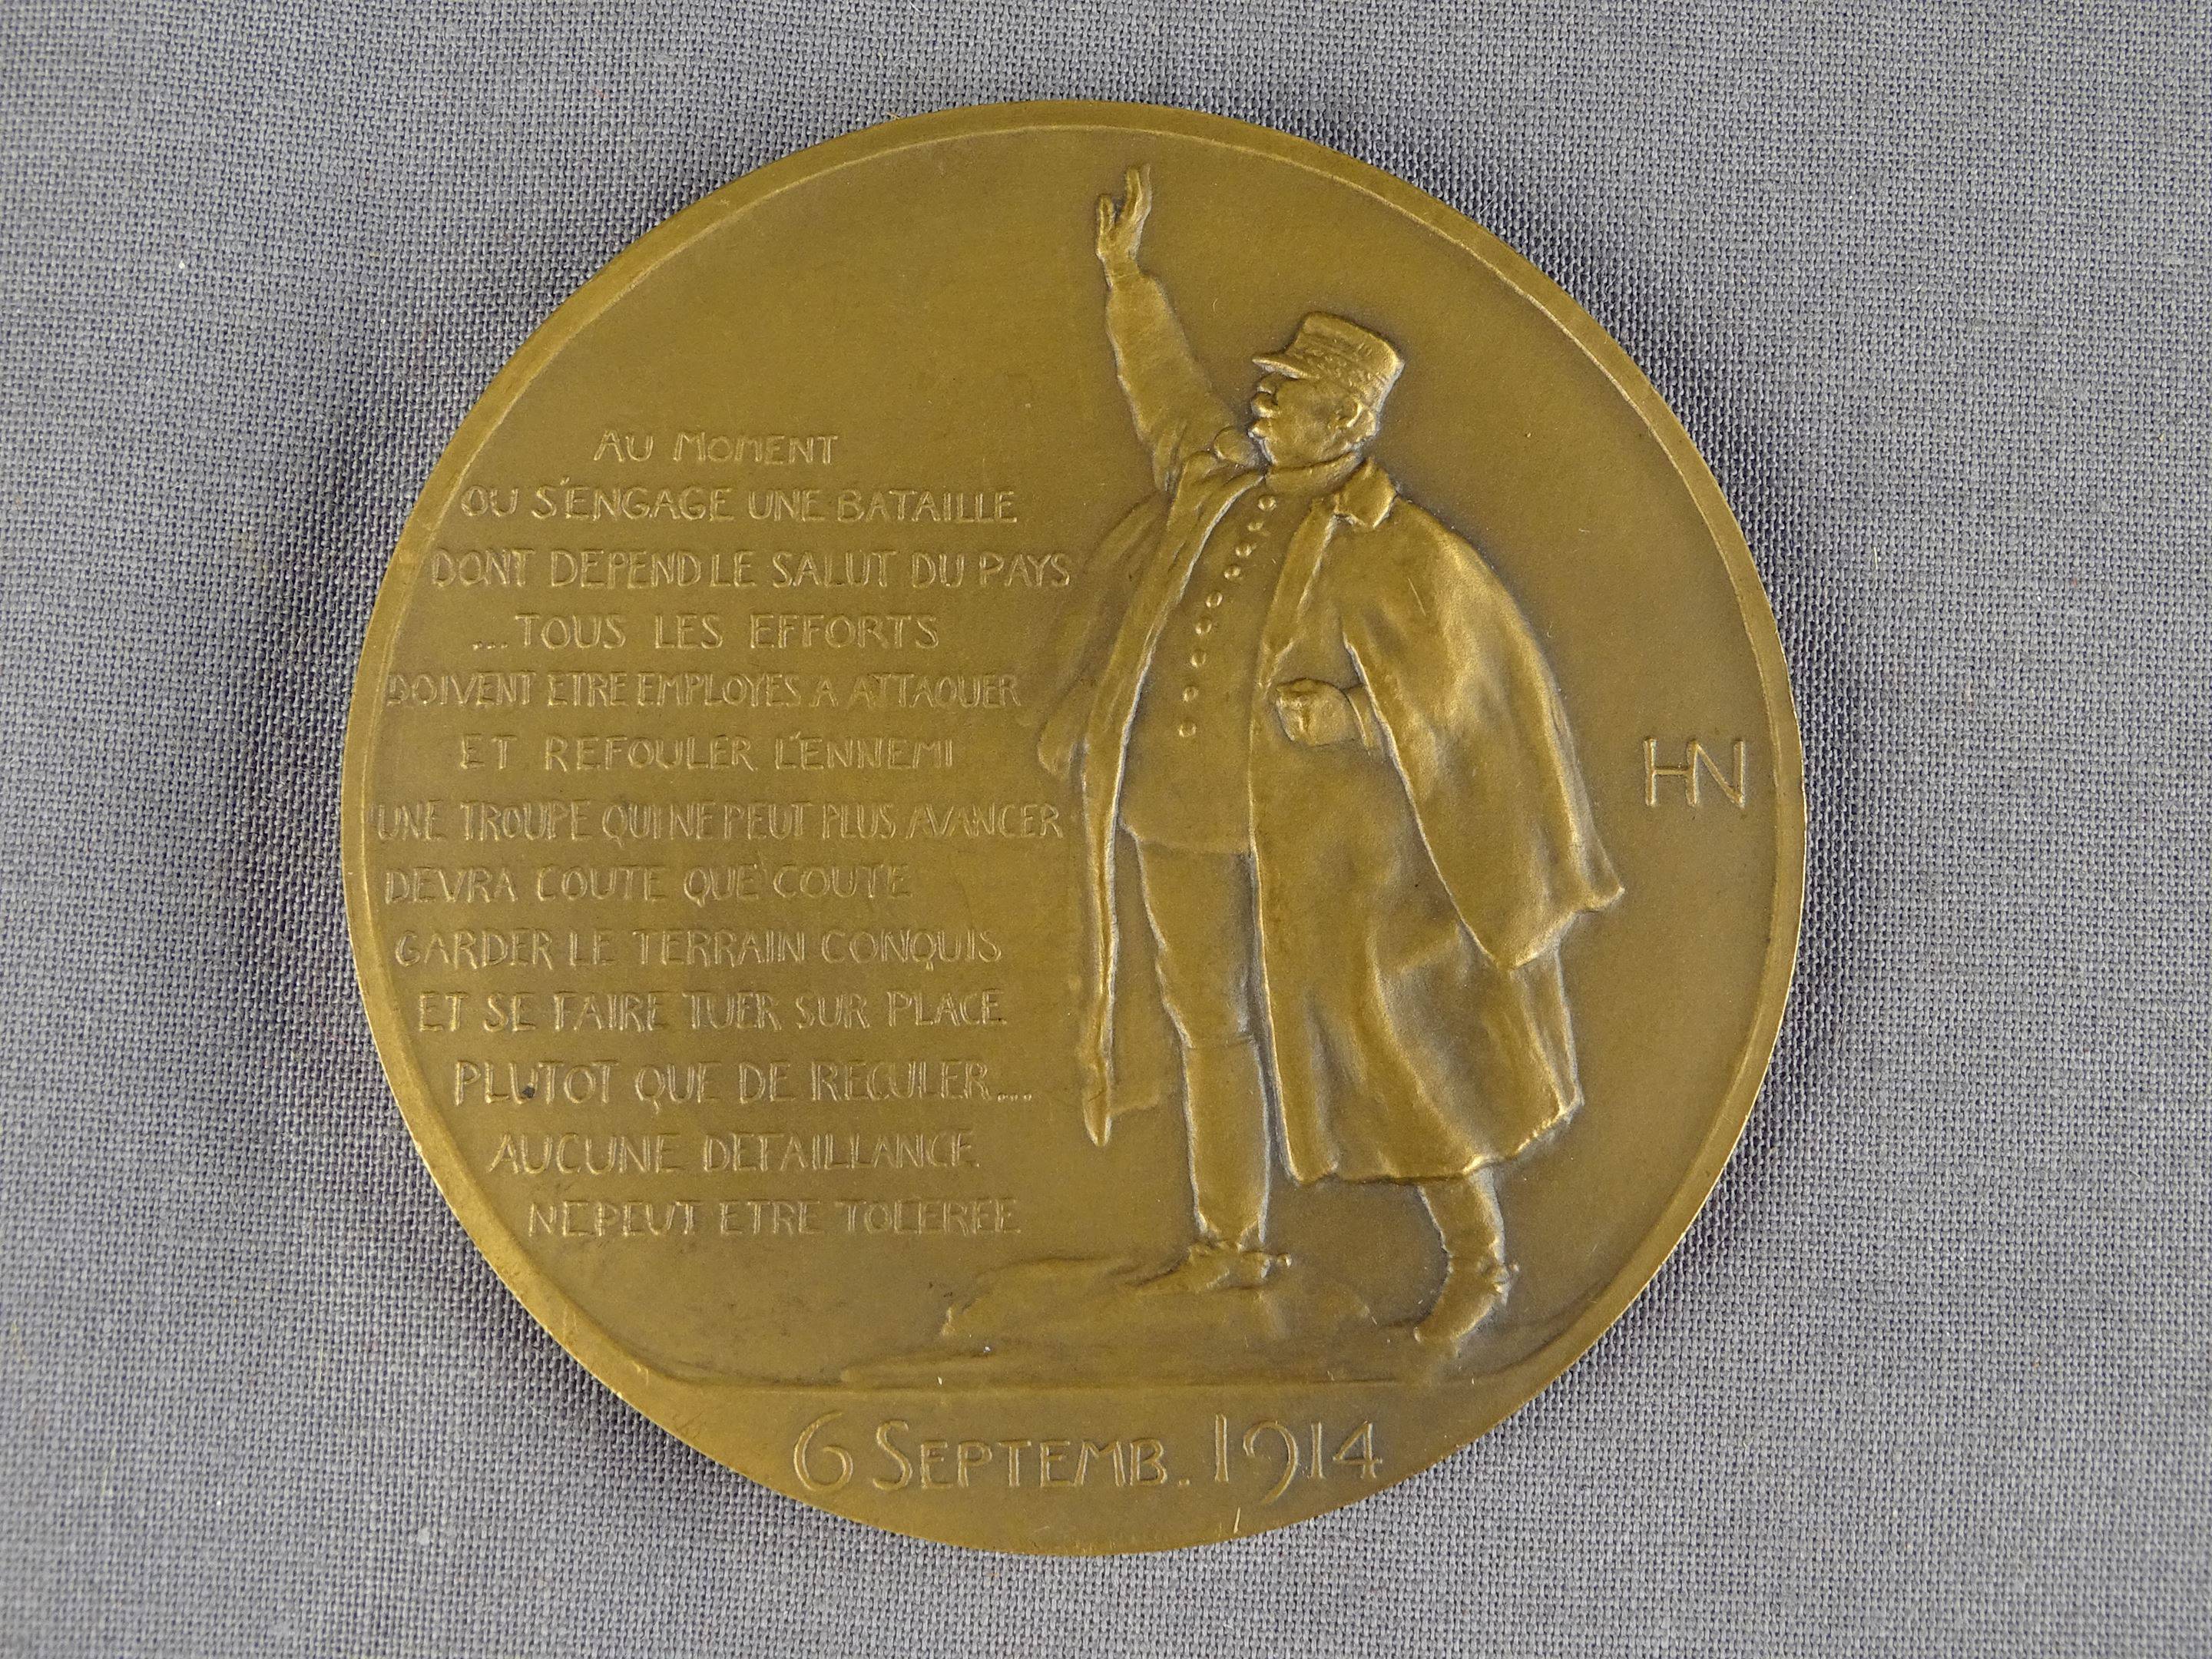 AU MOMENT
OU S'ENGAGE UNE BATAILLE
DONT DEPEND LE SALUT DU PAYS
...TOUS LES EFFORTS
DOIVENT ETRE EMPLOYES A ATTAQUER
ET REFOULER L'ENNEMI
UNE TROUPE QUI NE PEUT PLUS AVANCER
DEVRA COUTE QUE COUTE
GARDER LE TERRAIN CONQUIS
ET SE FAIRE TUER SUR PLACE
PLUTOT QUE DE RECULER...
AUCUNE DEFAILLANCE
NE PEUT ETRE TOLEREE
HN
6 SEPTEMB. 1914